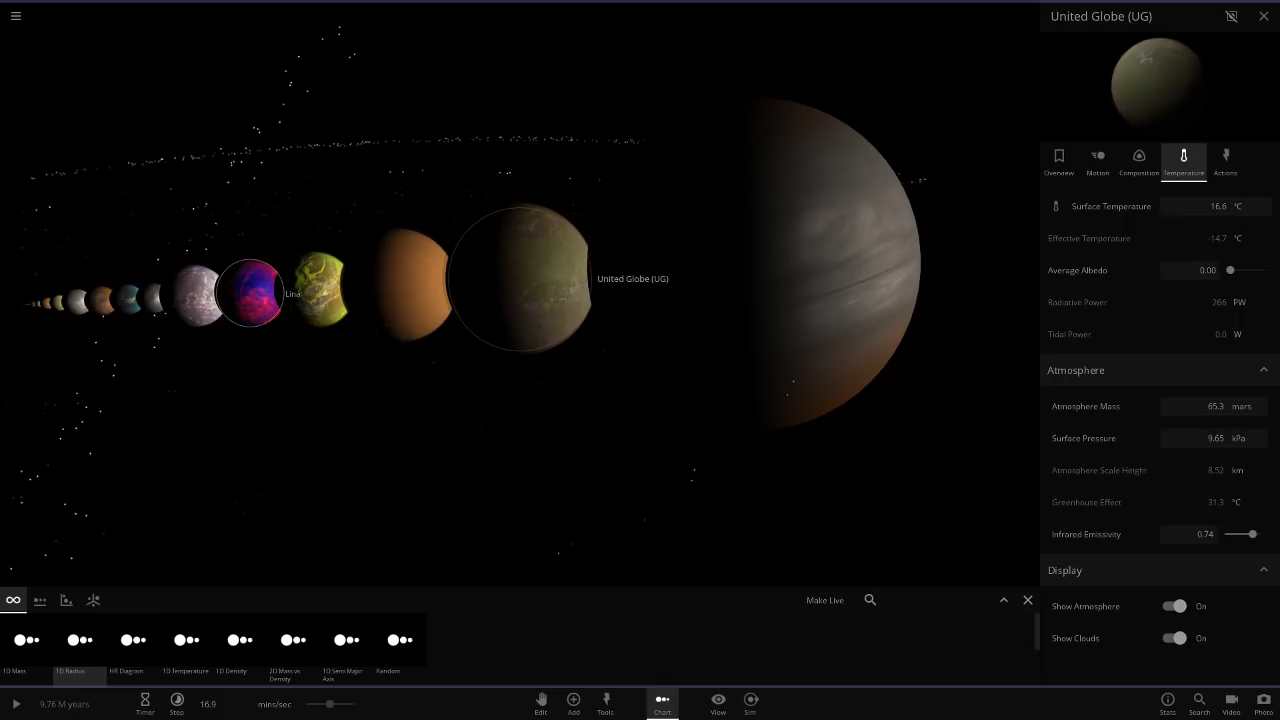 United Globe (UG)
Overview Motion Composition Temperature Actions
Surface Temperature 16.6 °C
Effective Temperature -14.7 °C
Average Albedo 0.00
Radiative Power 266 PW
Tidal Power 0.0 W
Atmosphere
Atmosphere Mass 65.3 mars
Surface Pressure 9.65 kPa
Atmosphere Scale Height 8.52 km
Greenhouse Effect 31.3 °C
Infrared Emissivity 0.74
Display
Show Atmosphere On
Show Clouds On
Lina
United Globe (UG)
Make Live
1D Mass 1D Radius HR Diagram 1D Temperature 1D Density 2D Mass vs Density 1D Semi Major Axis Random
9.76 M years Timer Step 16.9 mins/sec Edit Add Tools Chart View Sim Stats Search Video Photo